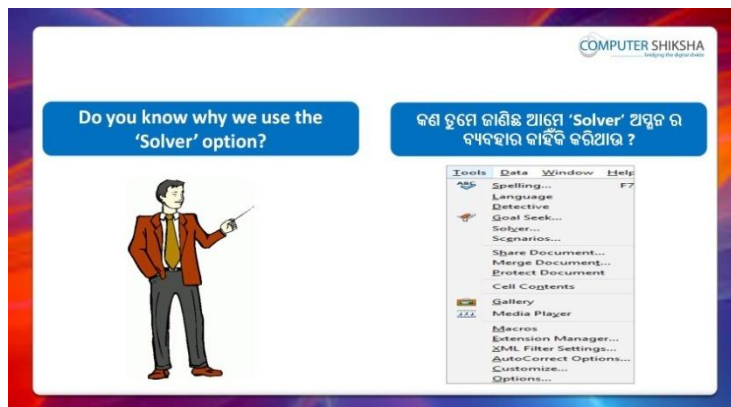 COMPUTER SHIKSHA
bridging the digital divide
Do you know why we use the
‘Solver’ option?
କଣ ତୁମେ ଜାଣିଛ ଆମେ ‘Solver’ ଅପ୍ସନ ର
ବ୍ୟବହାର କାହିଁକି କରିଥାଉ ?
Tools Data Window Help
ABC Spelling... F7
Language
Detective
Goal Seek...
Solver...
Scenarios...
Share Document...
Merge Document...
Protect Document
Cell Contents
Gallery
Media Player
Macros
Extension Manager...
XML Filter Settings...
AutoCorrect Options...
Customize...
Options...